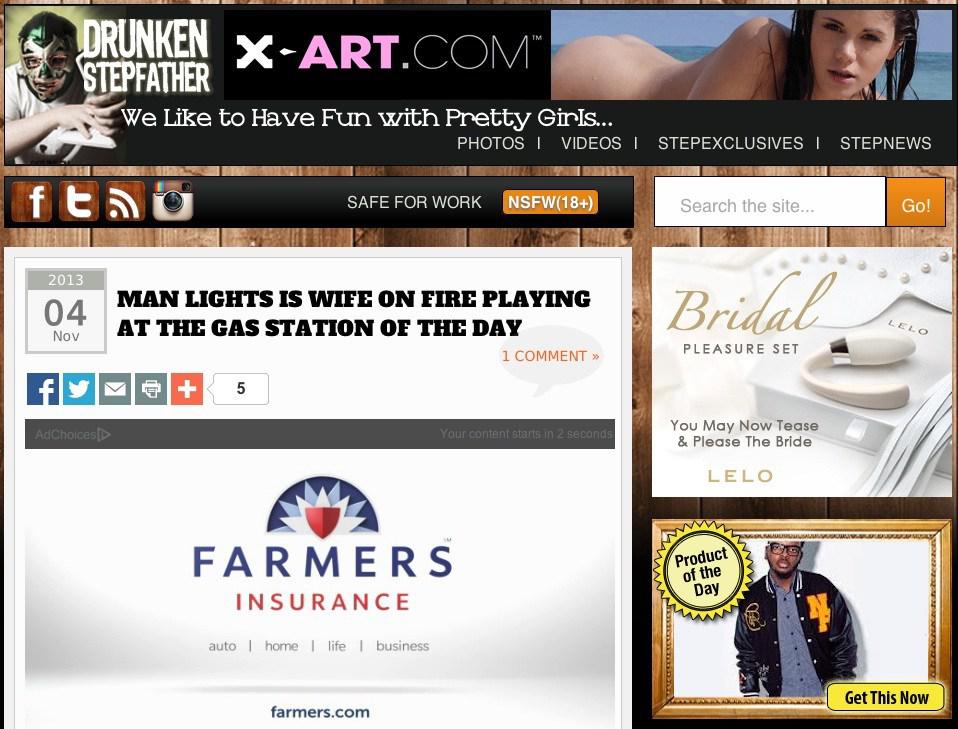 DRUNKEN
STEPFATHER
X-ART.COM™
We Like to Have Fun with Pretty Girls...
PHOTOS | VIDEOS | STEPEXCLUSIVES | STEPNEWS
SAFE FOR WORK NSFW(18+)
Search the site... Go!
2013
04
Nov
MAN LIGHTS IS WIFE ON FIRE PLAYING
AT THE GAS STATION OF THE DAY
1 COMMENT »
5
AdChoices
Your content starts in 2 seconds
FARMERS
INSURANCE
auto | home | life | business
farmers.com
Bridal
PLEASURE SET
LELO
You May Now Tease
& Please The Bride
LELO
Product
of the
Day
NF
Get This Now